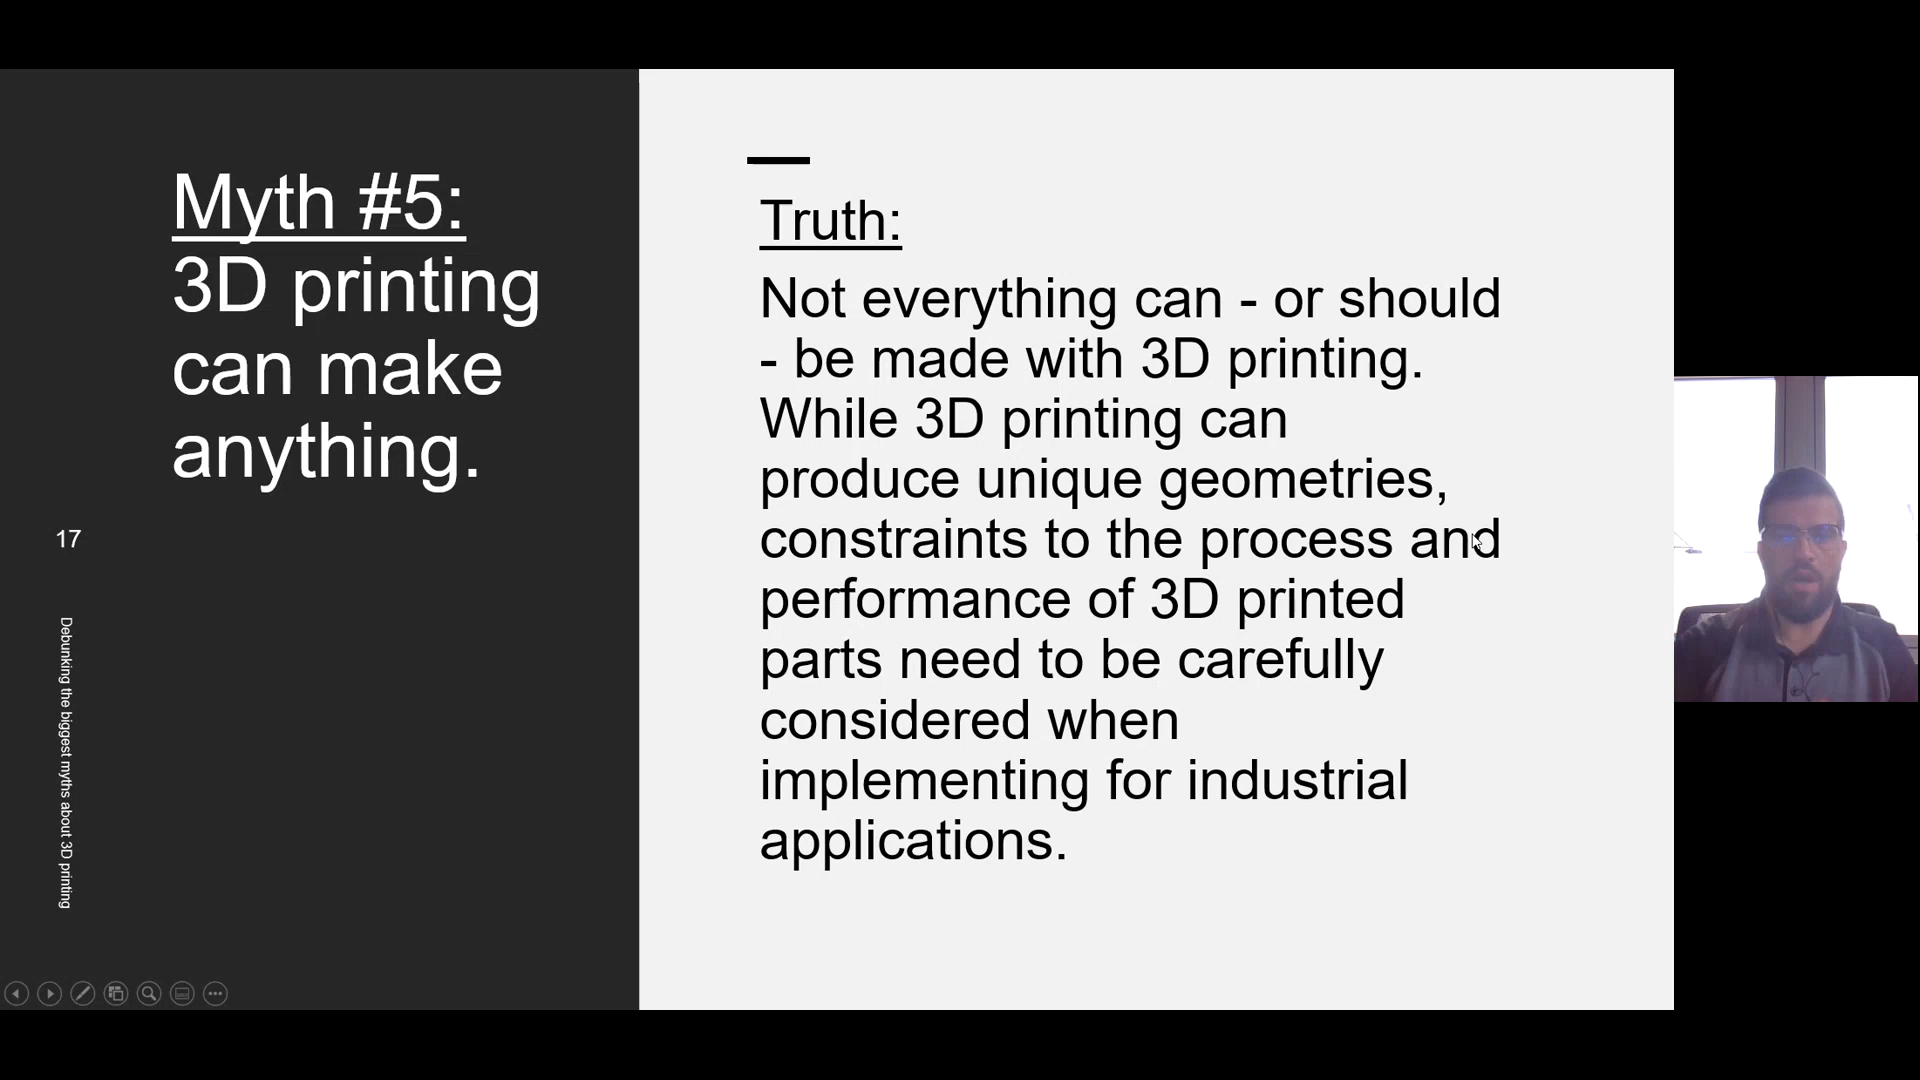 Myth #5:
3D printing
can make
anything.
17
Debunking the biggest myths about 3D printing
Truth:
Not everything can - or should
- be made with 3D printing.
While 3D printing can
produce unique geometries,
constraints to the process and
performance of 3D printed
parts need to be carefully
considered when
implementing for industrial
applications.